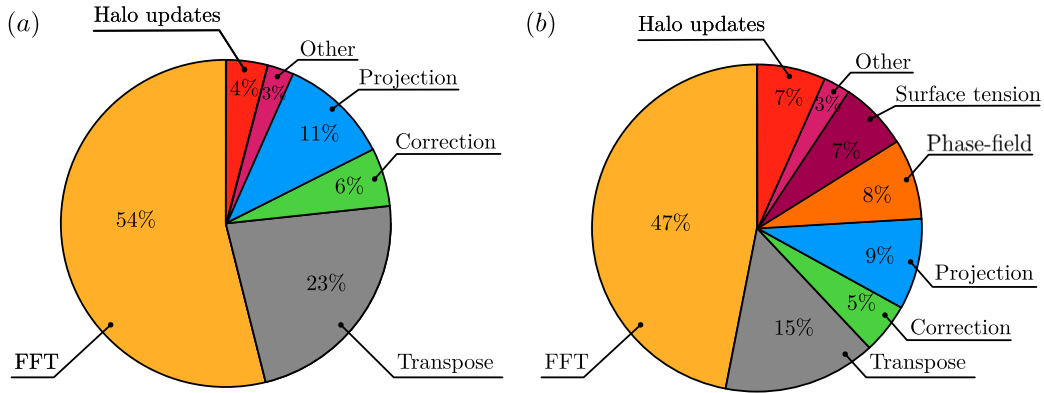 (a)
Halo updates
Other
Projection
Correction
Transpose
FFT
4%
3%
11%
6%
23%
54%
(b)
Halo updates
Other
Surface tension
Phase-field
Projection
Correction
Transpose
FFT
7%
3%
7%
8%
9%
5%
15%
47%